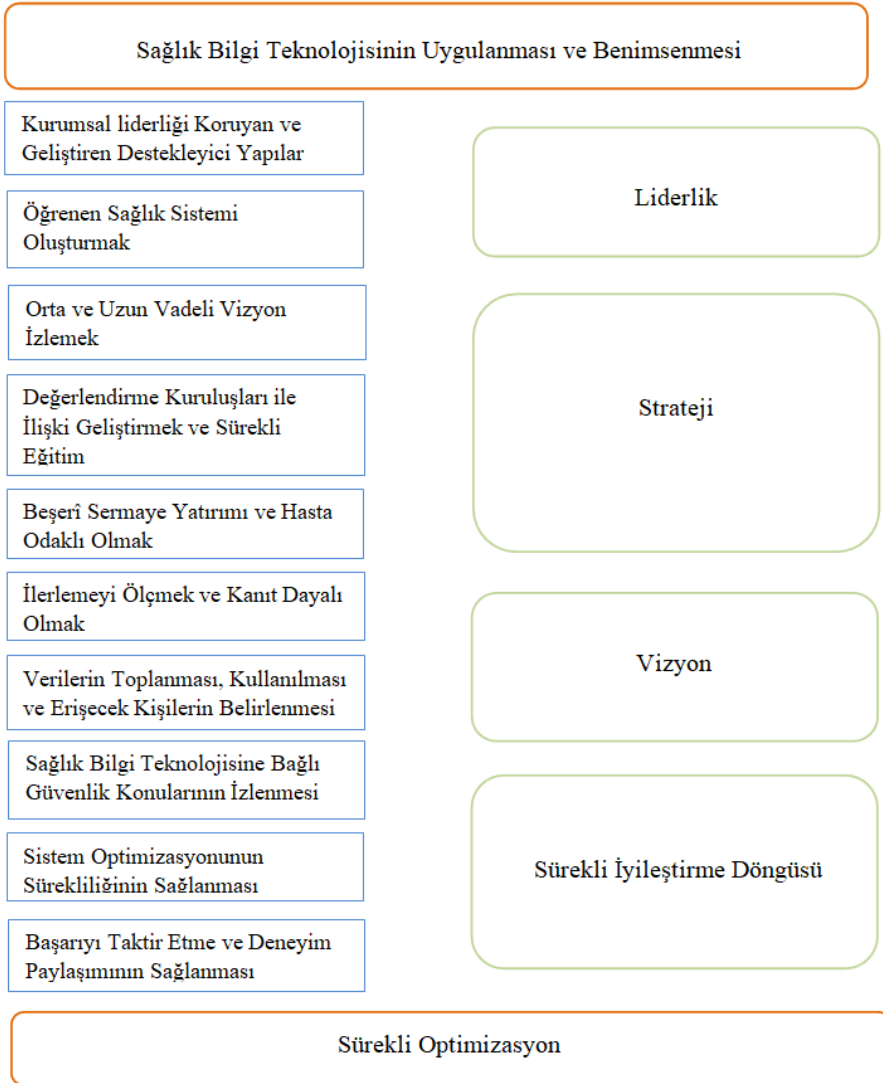 Sağlık Bilgi Teknolojisinin Uygulanması ve Benimsenmesi
Kurumsal liderliği Koruyan ve
Geliştiren Destekleyici Yapılar
Öğrenen Sağlık Sistemi
Oluşturmak
Orta ve Uzun Vadeli Vizyon
İzlemek
Değerlendirme Kuruluşları ile
İlişki Geliştirmek ve Sürekli
Eğitim
Beşerî Sermaye Yatırımı ve Hasta
Odaklı Olmak
İlerlemeyi Ölçmek ve Kanıt Dayalı
Olmak
Verilerin Toplanması, Kullanılması
ve Erişecek Kişilerin Belirlenmesi
Sağlık Bilgi Teknolojisine Bağlı
Güvenlik Konularının İzlenmesi
Sistem Optimizasyonunun
Sürekliliğinin Sağlanması
Başarıyı Taktir Etme ve Deneyim
Paylaşımının Sağlanması
Liderlik
Strateji
Vizyon
Sürekli İyileştirme Döngüsü
Sürekli Optimizasyon